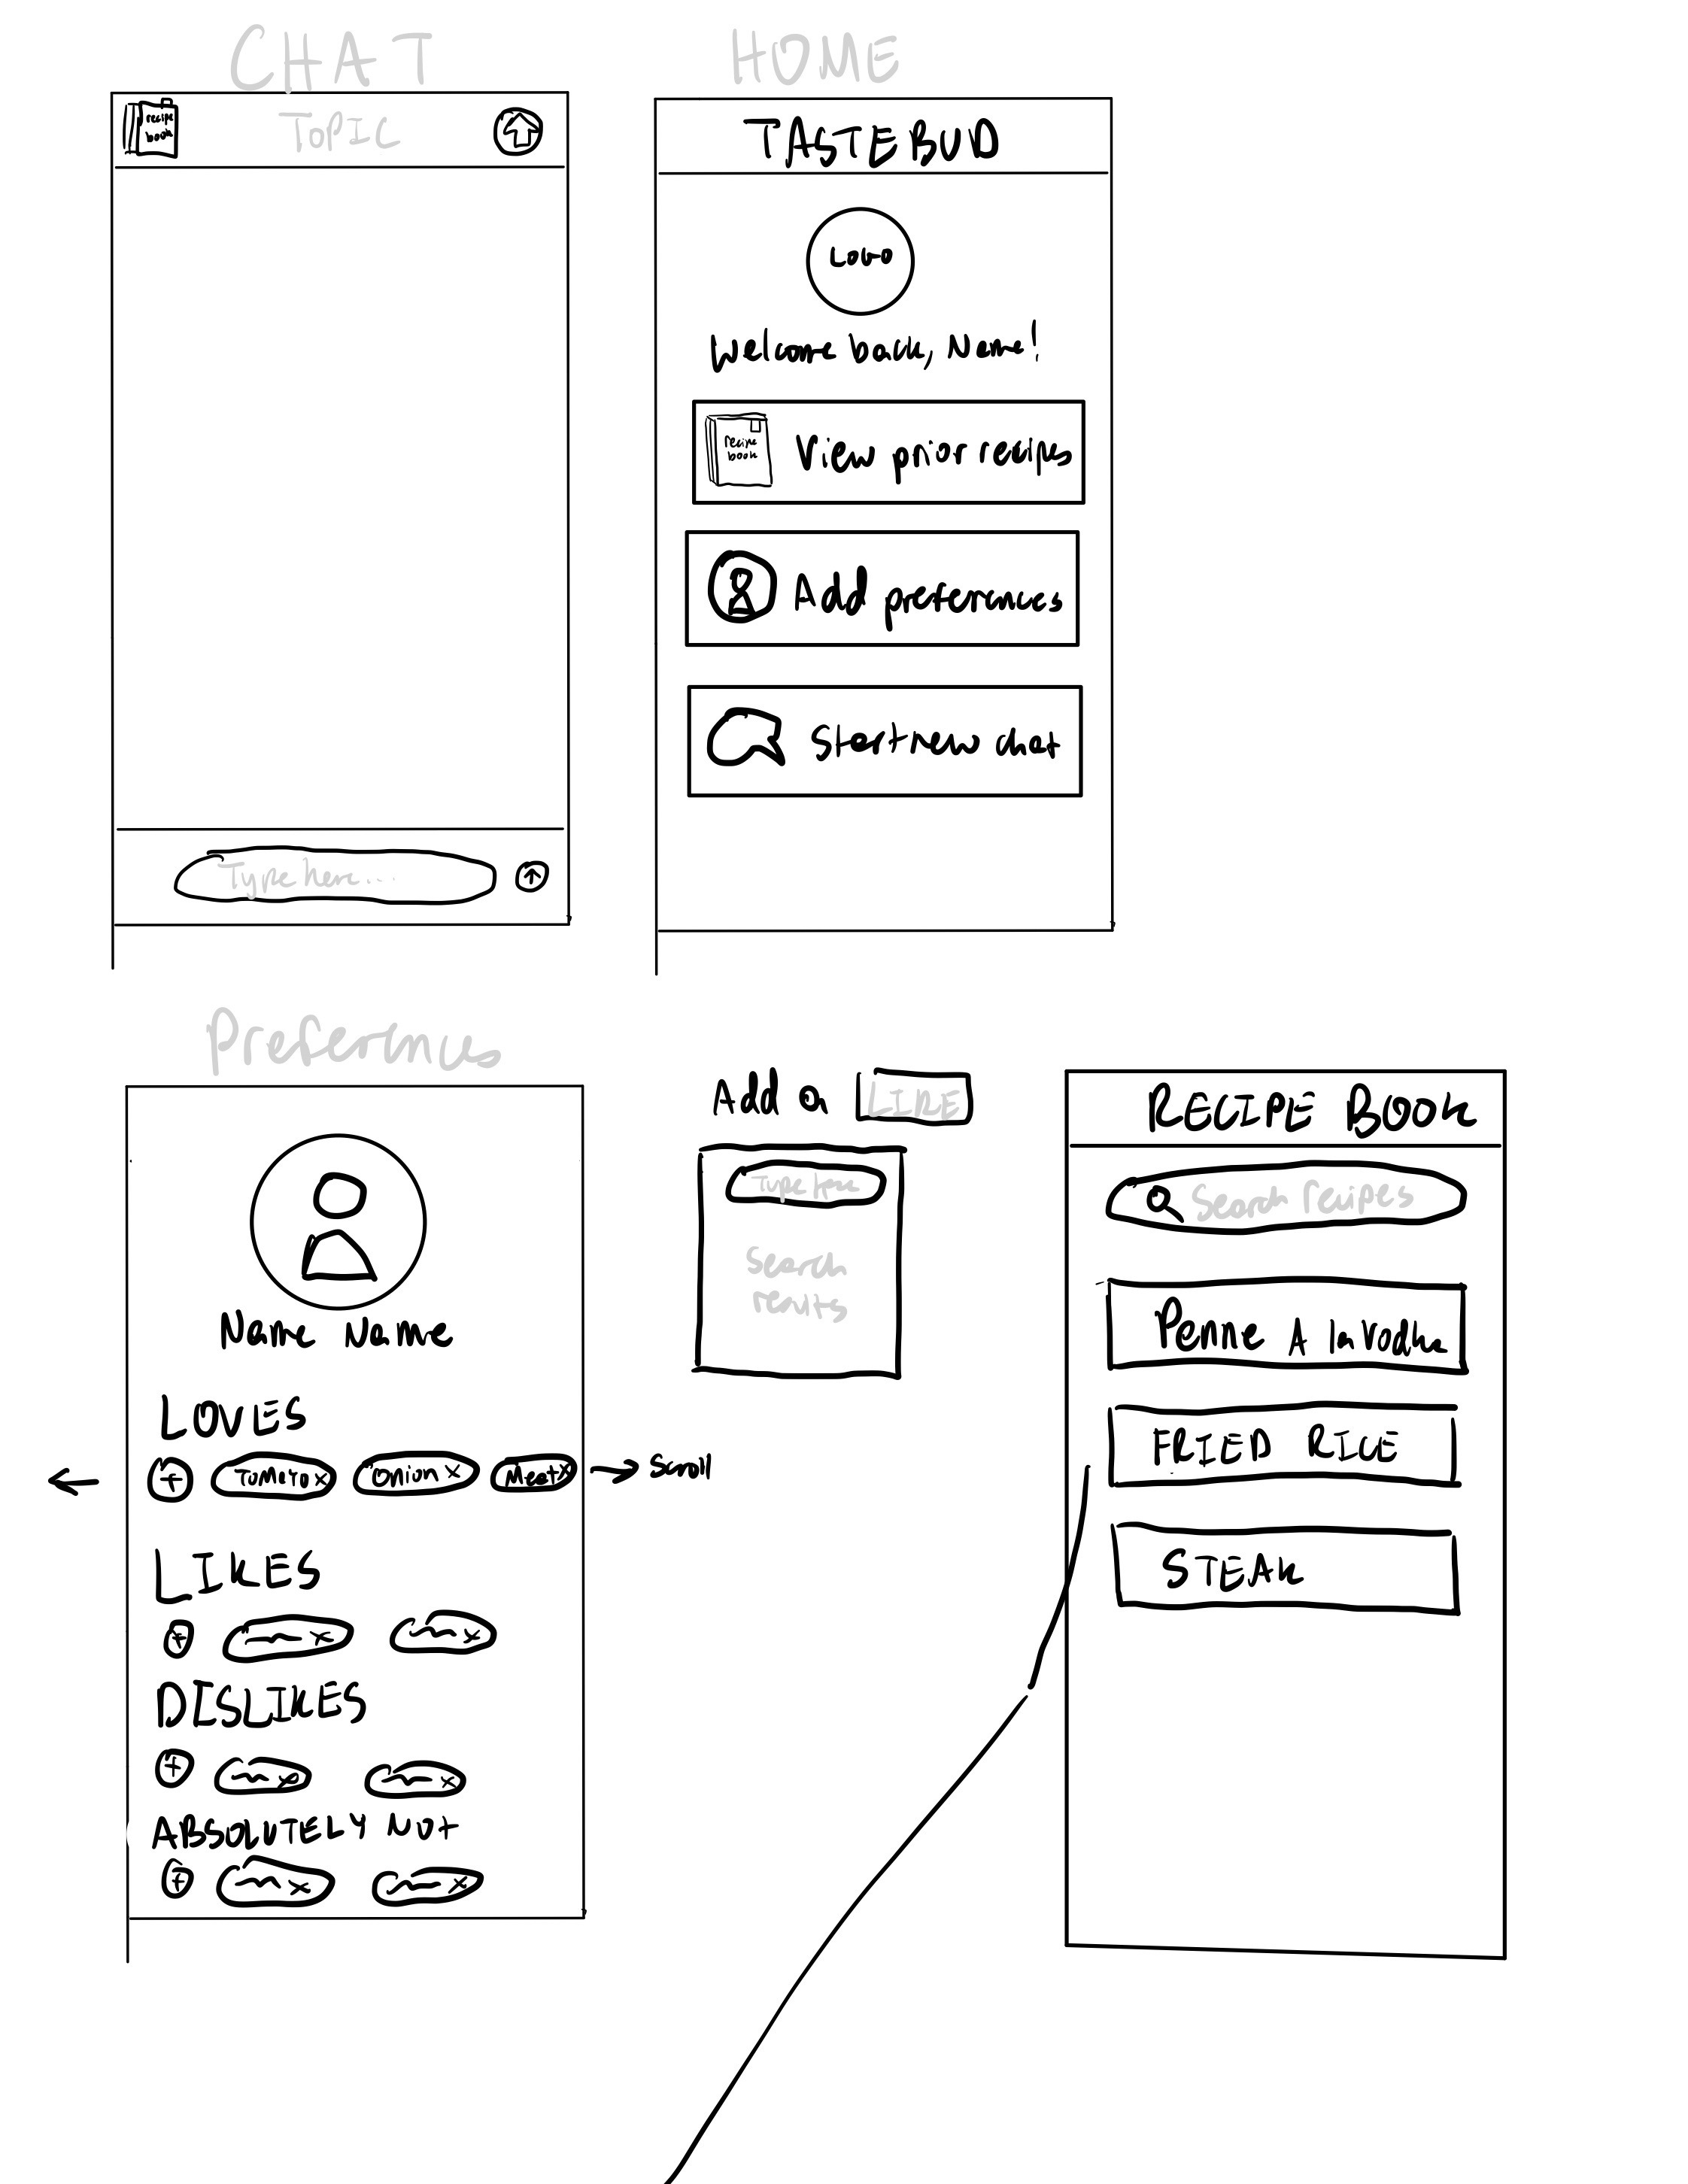 CHAT
recipe
book
TOPIC
Type here...
HOME
TASTEBUD
LOGO
Welcome back, Name!
recipe
book
View prior recipes
Add preferences
Start new chat
Preferences
Name Name
LOVES
+ Tomato x Onion x Meat x
Scroll
LIKES
+ x x
DISLIKES
+ x x
ABSOLUTELY NOT
+ x x
Add a LIKE
Type here
Search
results
RECIPE BOOK
Search recipes
Penne A la Vodka
FRIED RICE
STEAK